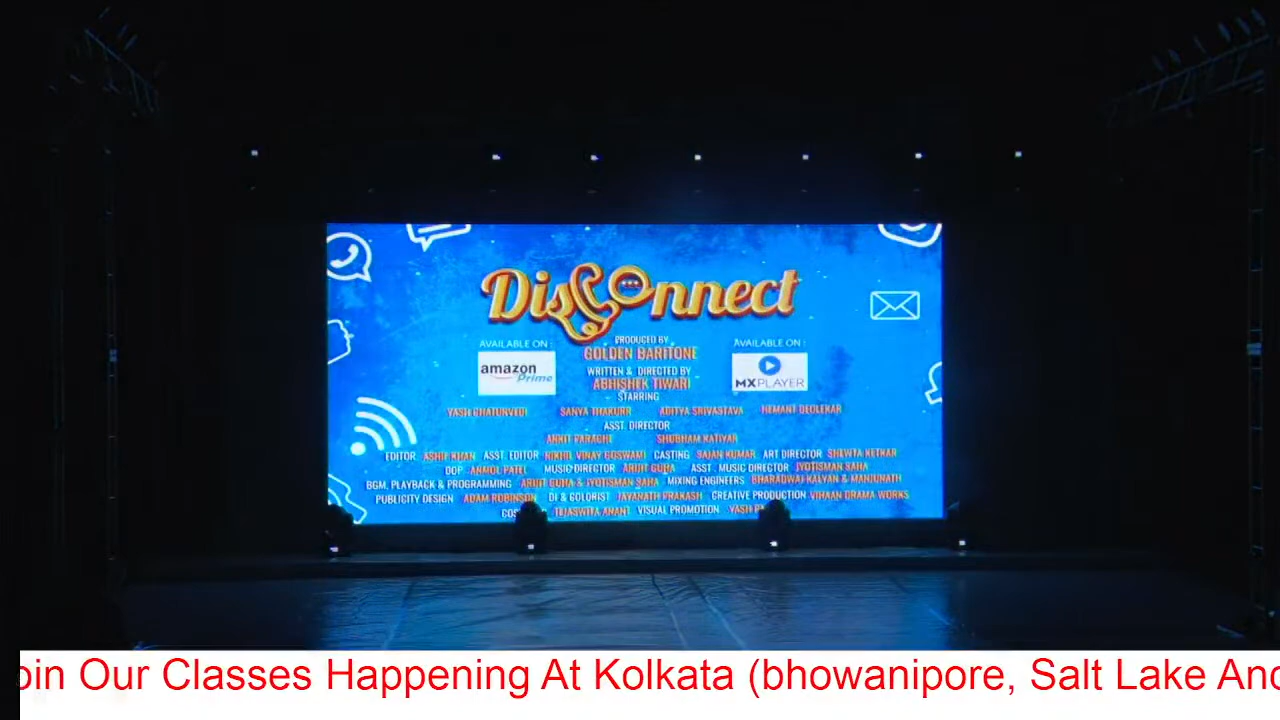 DisConnect
AVAILABLE ON :
amazon
Prime
PRODUCED BY
GOLDEN BARITONE
WRITTEN & DIRECTED BY
ABHISHEK TIWARI
STARRING
AVAILABLE ON :
MXPLAYER
YASH CHATURVEDI SANYA THAKURR ADITYA SRIVASTAVA HEMANT DEOLEKAR
ASST. DIRECTOR
ANKIT PARACHE SHUBHAM KATIYAR
EDITOR ASHIF KHAN ASST. EDITOR NIKHIL VINAY GOSWAMI CASTING SAJAN KUMAR ART DIRECTOR SHEWTA KETKAR
DOP ANMOL PATEL MUSIC DIRECTOR ARIJIT GUHA ASST. MUSIC DIRECTOR JYOTISMAN SAHA
BGM, PLAYBACK & PROGRAMMING ARIJIT GUHA & JYOTISMAN SAHA MIXING ENGINEERS BHARADWAJ KALYAN & MANJUNATH
PUBLICITY DESIGN ADAM ROBINSON DI & COLORIST JAYANATH PRAKASH CREATIVE PRODUCTION VIHAAN DRAMA WORKS
TEJASWITA ANANT VISUAL PROMOTION YASH
oin Our Classes Happening At Kolkata (bhowanipore, Salt Lake And